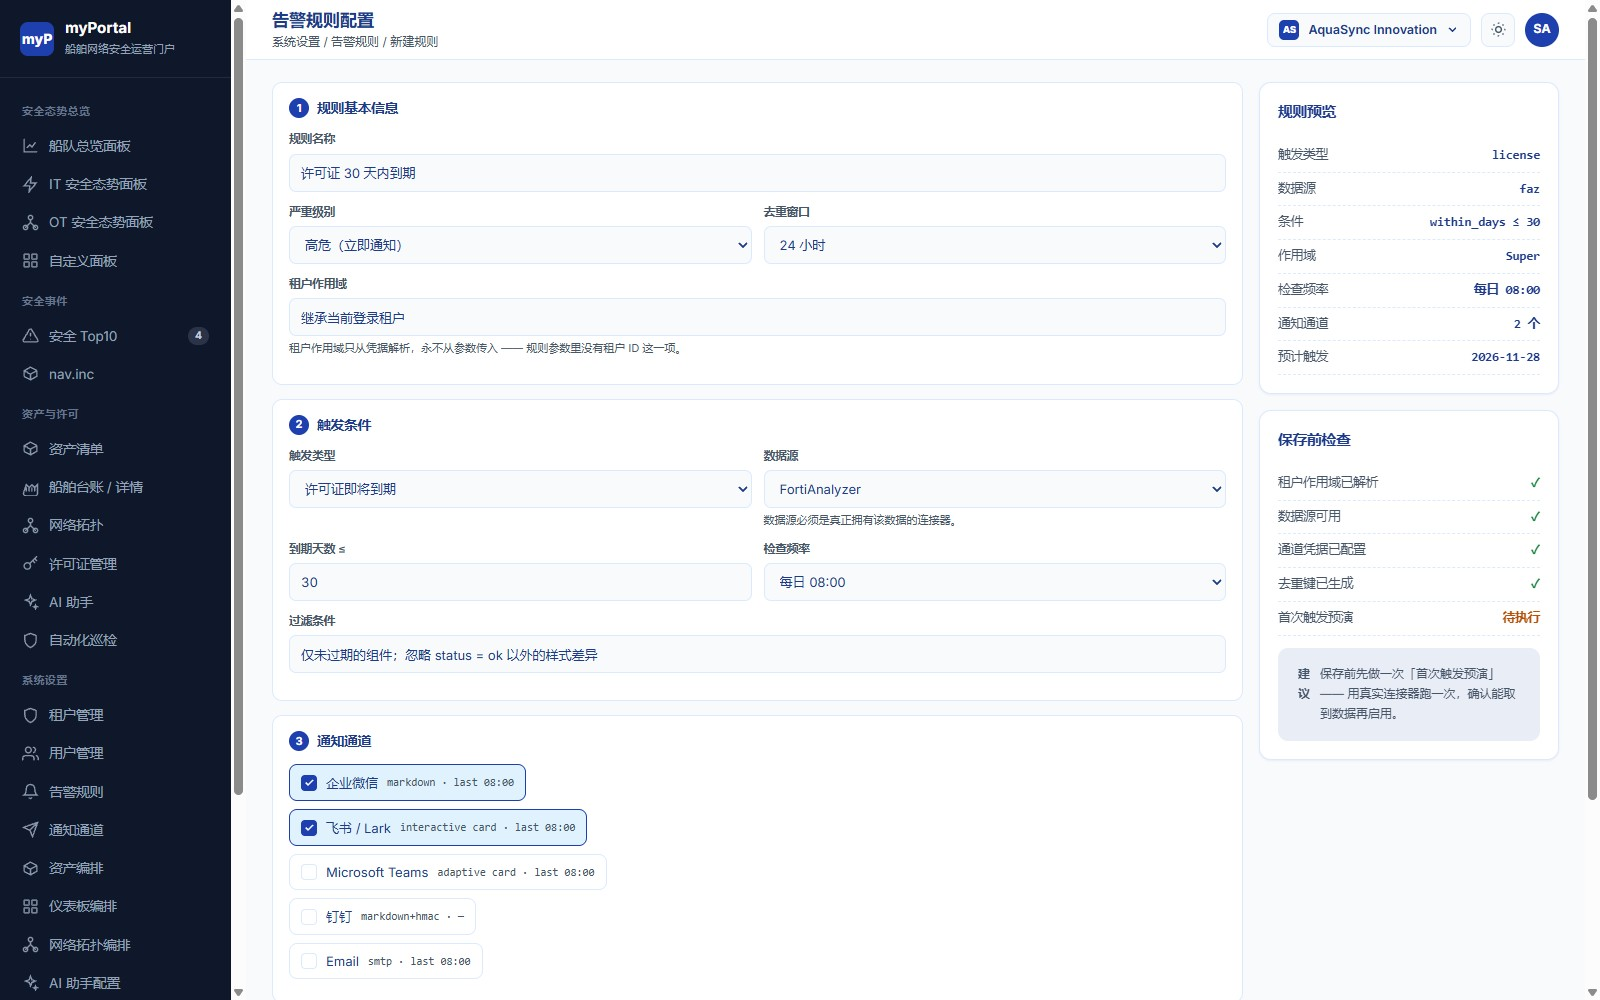 myP
myPortal
船舶网络安全运营门户
安全态势总览
船队总览面板
IT 安全态势面板
OT 安全态势面板
自定义面板
安全事件
安全 Top10
4
nav.inc
资产与许可
资产清单
船舶台账 / 详情
网络拓扑
许可证管理
AI 助手
自动化巡检
系统设置
租户管理
用户管理
告警规则
通知通道
资产编排
仪表板编排
网络拓扑编排
AI 助手配置
告警规则配置
系统设置 / 告警规则 / 新建规则
AS
AquaSync Innovation
SA
1
规则基本信息
规则名称
许可证 30 天内到期
严重级别
去重窗口
高危（立即通知）
24 小时
租户作用域
继承当前登录租户
租户作用域只从凭据解析，永不从参数传入 —— 规则参数里没有租户 ID 这一项。
2
触发条件
触发类型
数据源
许可证即将到期
FortiAnalyzer
数据源必须是真正拥有该数据的连接器。
到期天数 ≤
检查频率
30
每日 08:00
过滤条件
仅未过期的组件；忽略 status = ok 以外的样式差异
3
通知通道
企业微信 markdown · last 08:00
飞书 / Lark interactive card · last 08:00
Microsoft Teams adaptive card · last 08:00
钉钉 markdown+hmac · —
Email smtp · last 08:00
规则预览
触发类型 license
数据源 faz
条件 within_days ≤ 30
作用域 Super
检查频率 每日 08:00
通知通道 2 个
预计触发 2026-11-28
保存前检查
租户作用域已解析 ✓
数据源可用 ✓
通道凭据已配置 ✓
去重键已生成 ✓
首次触发预演 待执行
建议
保存前先做一次「首次触发预演」
—— 用真实连接器跑一次，确认能取
到数据再启用。